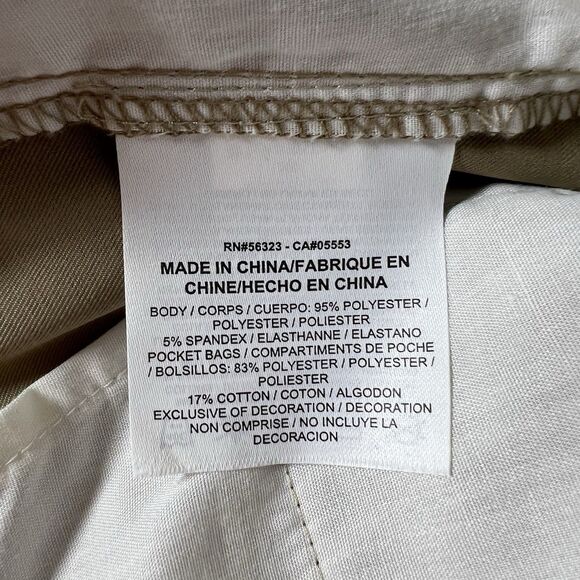 RN#56323 - CA#05553
MADE IN CHINA/FABRIQUE EN
CHINE/HECHO EN CHINA
BODY / CORPS / CUERPO: 95% POLYESTER /
POLYESTER / POLIESTER
5% SPANDEX / ELASTHANNE / ELASTANO
POCKET BAGS / COMPARTIMENTS DE POCHE
/ BOLSILLOS: 83% POLYESTER / POLYESTER /
POLIESTER
17% COTTON / COTON / ALGODON
EXCLUSIVE OF DECORATION / DECORATION
NON COMPRISE / NO INCLUYE LA
DECORACION